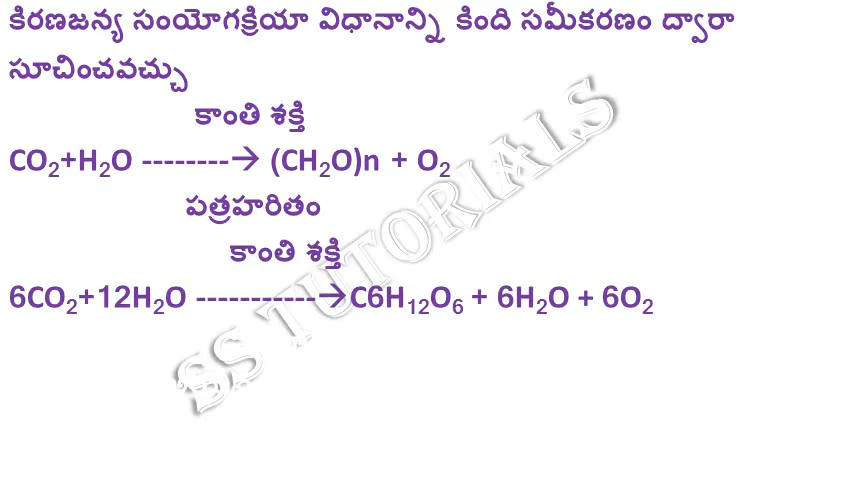 కిరణజన్య సంయోగక్రియా విధానాన్ని కింది సమీకరణం ద్వారా
సూచించవచ్చు
కాంతి శక్తి
CO₂+H₂O --------→ (CH₂O)n + O₂
పత్రహరితం
కాంతి శక్తి
6CO₂+12H₂O -----------→C6H₁₂O₆ + 6H₂O + 6O₂
SS TUTORIALS